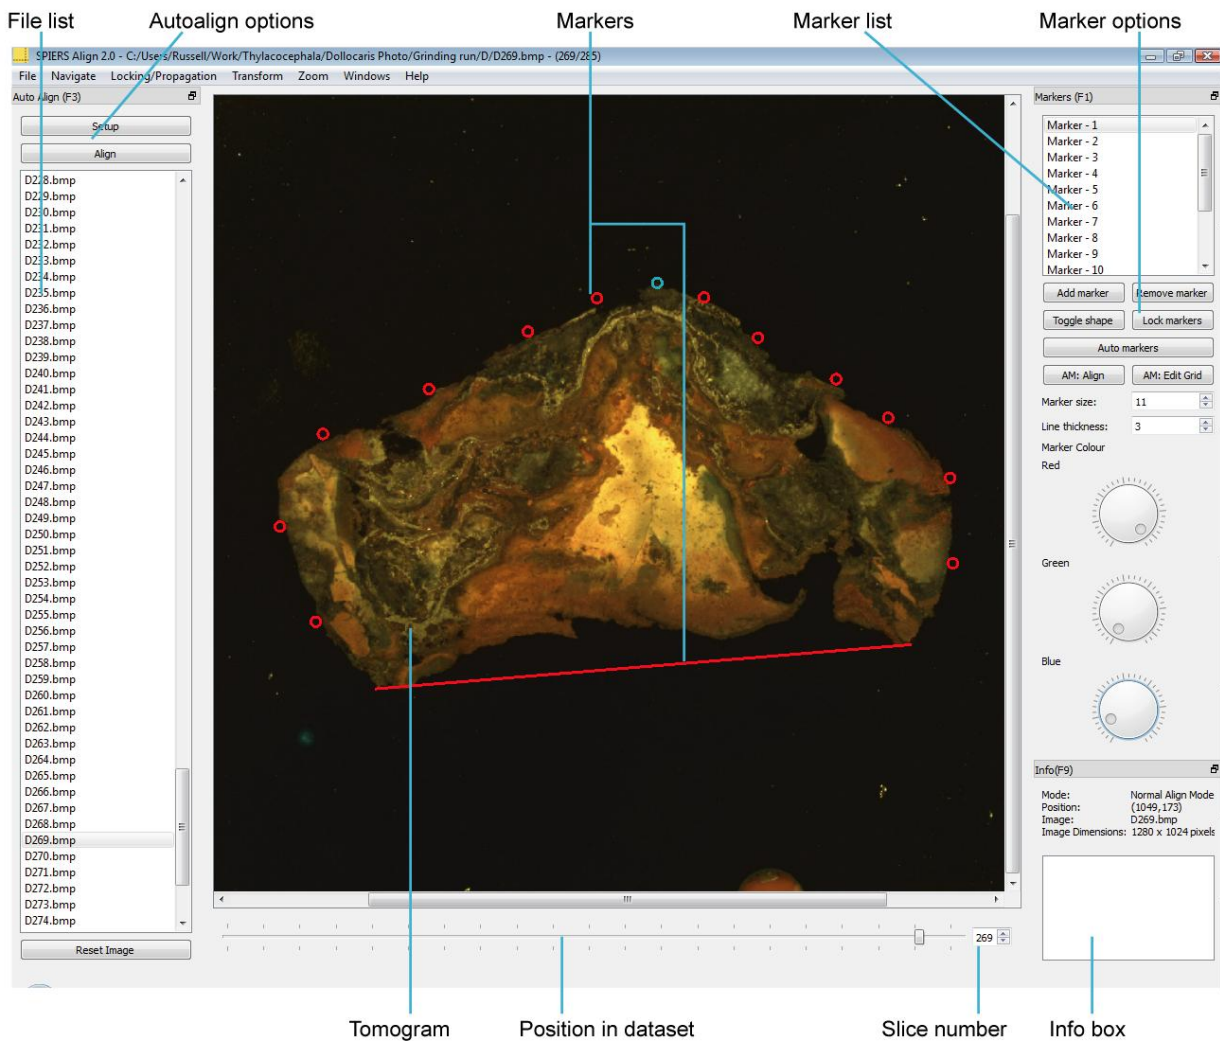 File list
Autoalign options
Markers
Marker list
Marker options
SPIERS Align 2.0 - C:/Users/Russell/Work/Thylacocephala/Dollocaris Photo/Grinding run/D/D269.bmp - (269/285)
File Navigate Locking/Propagation Transform Zoom Windows Help
Auto Align (F3)
Setup
Align
D228.bmp
D229.bmp
D230.bmp
D231.bmp
D232.bmp
D233.bmp
D234.bmp
D235.bmp
D236.bmp
D237.bmp
D238.bmp
D239.bmp
D240.bmp
D241.bmp
D242.bmp
D243.bmp
D244.bmp
D245.bmp
D246.bmp
D247.bmp
D248.bmp
D249.bmp
D250.bmp
D251.bmp
D252.bmp
D253.bmp
D254.bmp
D255.bmp
D256.bmp
D257.bmp
D258.bmp
D259.bmp
D260.bmp
D261.bmp
D262.bmp
D263.bmp
D264.bmp
D265.bmp
D266.bmp
D267.bmp
D268.bmp
D269.bmp
D270.bmp
D271.bmp
D272.bmp
D273.bmp
D274.bmp
Reset Image
269
Markers (F1)
Marker - 1
Marker - 2
Marker - 3
Marker - 4
Marker - 5
Marker - 6
Marker - 7
Marker - 8
Marker - 9
Marker - 10
Add marker Remove marker
Toggle shape Lock markers
Auto markers
AM: Align AM: Edit Grid
Marker size: 11
Line thickness: 3
Marker Colour
Red
Green
Blue
Info(F9)
Mode: Normal Align Mode
Position: (1049,173)
Image: D269.bmp
Image Dimensions: 1280 x 1024 pixels
Tomogram
Position in dataset
Slice number
Info box